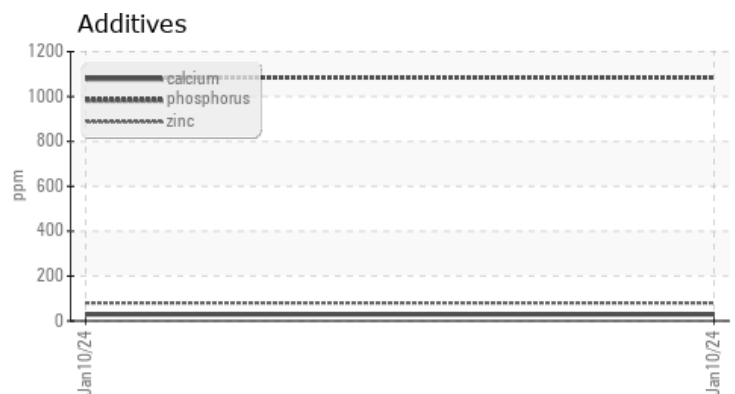 Additives
1200
1000
800
600
400
200
0
ppm
calcium
phosphorus
zinc
Jan10/24
Jan10/24